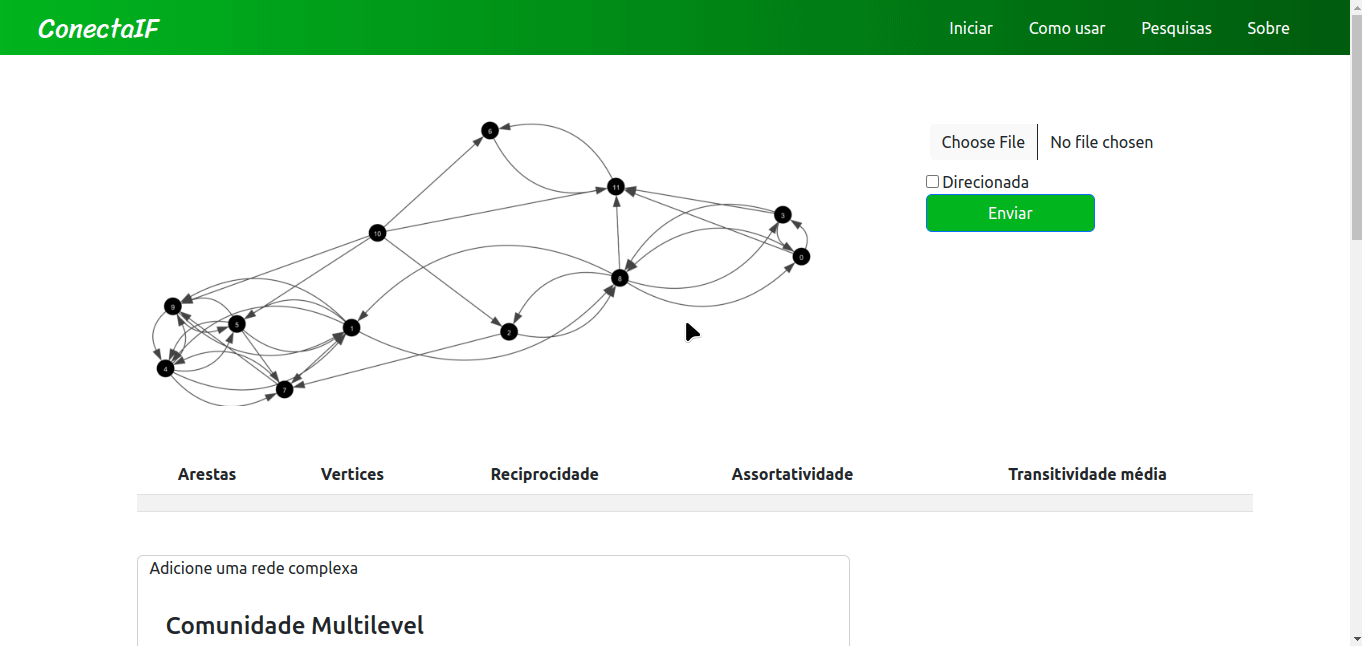 ConectaIF
Iniciar Como usar Pesquisas Sobre
Choose File No file chosen
Direcionada
Enviar
6
11
3
10
0
8
9
5
1
2
4
7
Arestas Vertices Reciprocidade Assortatividade Transitividade média
Adicione uma rede complexa
Comunidade Multilevel